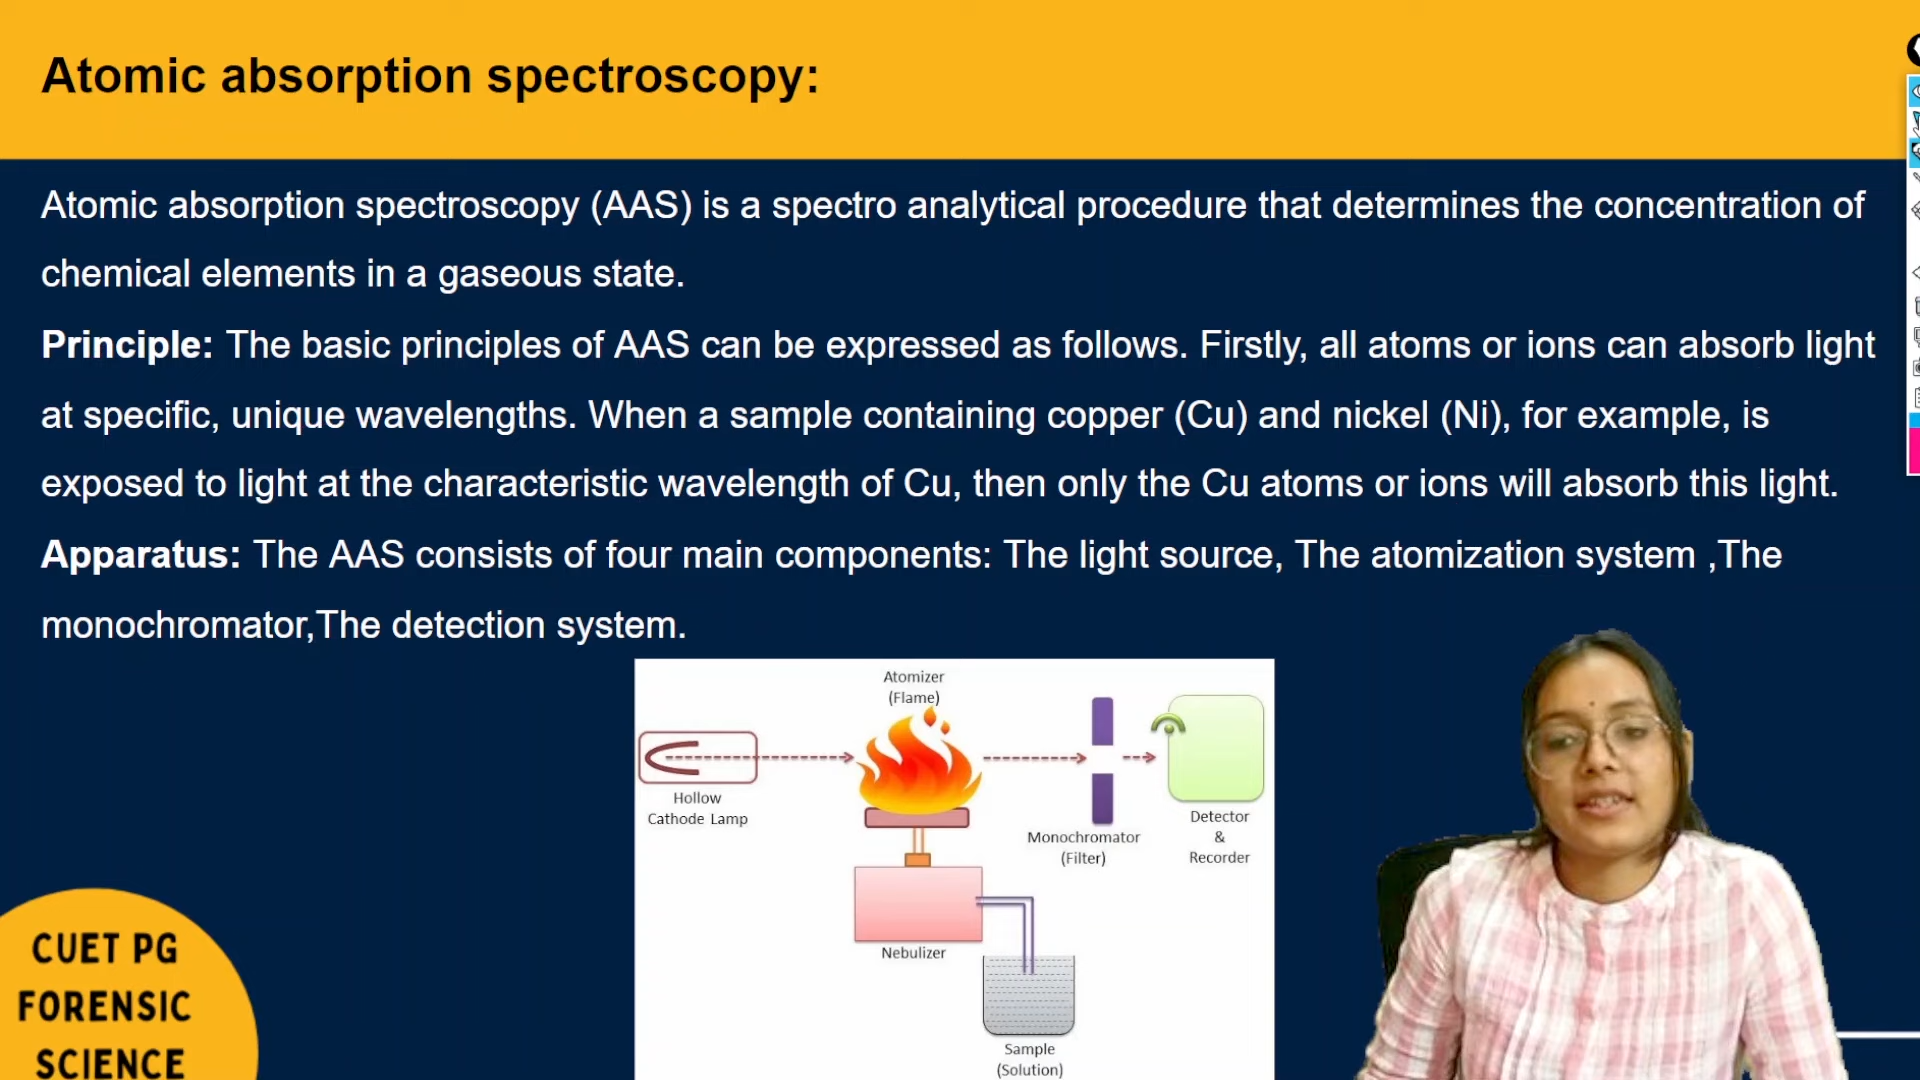 Atomic absorption spectroscopy:
Atomic absorption spectroscopy (AAS) is a spectro analytical procedure that determines the concentration of
chemical elements in a gaseous state.
Principle: The basic principles of AAS can be expressed as follows. Firstly, all atoms or ions can absorb light
at specific, unique wavelengths. When a sample containing copper (Cu) and nickel (Ni), for example, is
exposed to light at the characteristic wavelength of Cu, then only the Cu atoms or ions will absorb this light.
Apparatus: The AAS consists of four main components: The light source, The atomization system ,The
monochromator,The detection system.
Atomizer
(Flame)
Hollow
Cathode Lamp
Monochromator
(Filter)
Detector
&
Recorder
Nebulizer
Sample
(Solution)
CUET PG
FORENSIC
SCIENCE